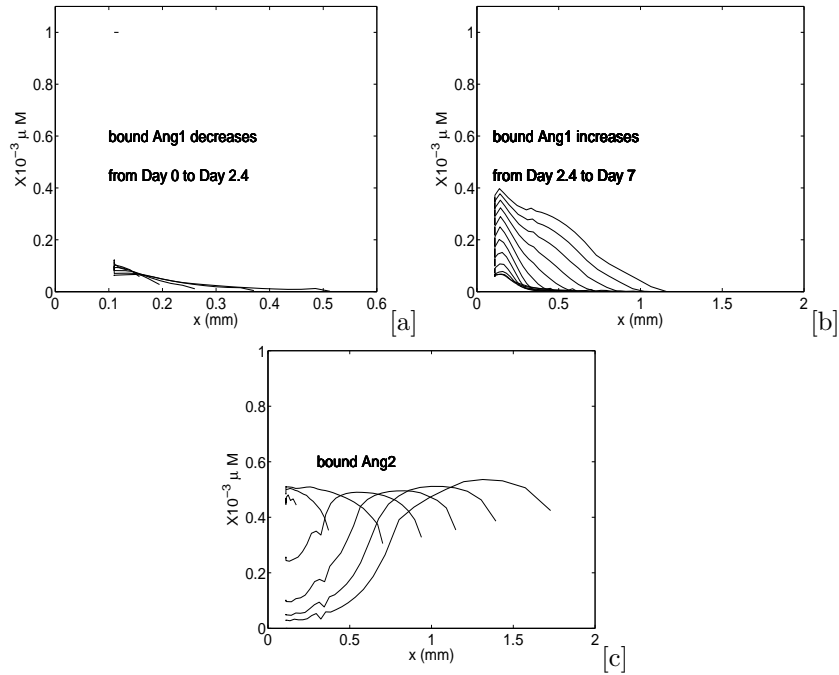 1
0.8
0.6
0.4
0.2
0
X10⁻³ μ M
bound Ang1 decreases
from Day 0 to Day 2.4
0 0.1 0.2 0.3 0.4 0.5 0.6
x (mm)
[a]
1
0.8
0.6
0.4
0.2
0
X10⁻³ μ M
bound Ang1 increases
from Day 2.4 to Day 7
0 0.5 1 1.5 2
x (mm)
[b]
1
0.8
0.6
0.4
0.2
0
X10⁻³ μ M
bound Ang2
0 0.5 1 1.5 2
x (mm)
[c]